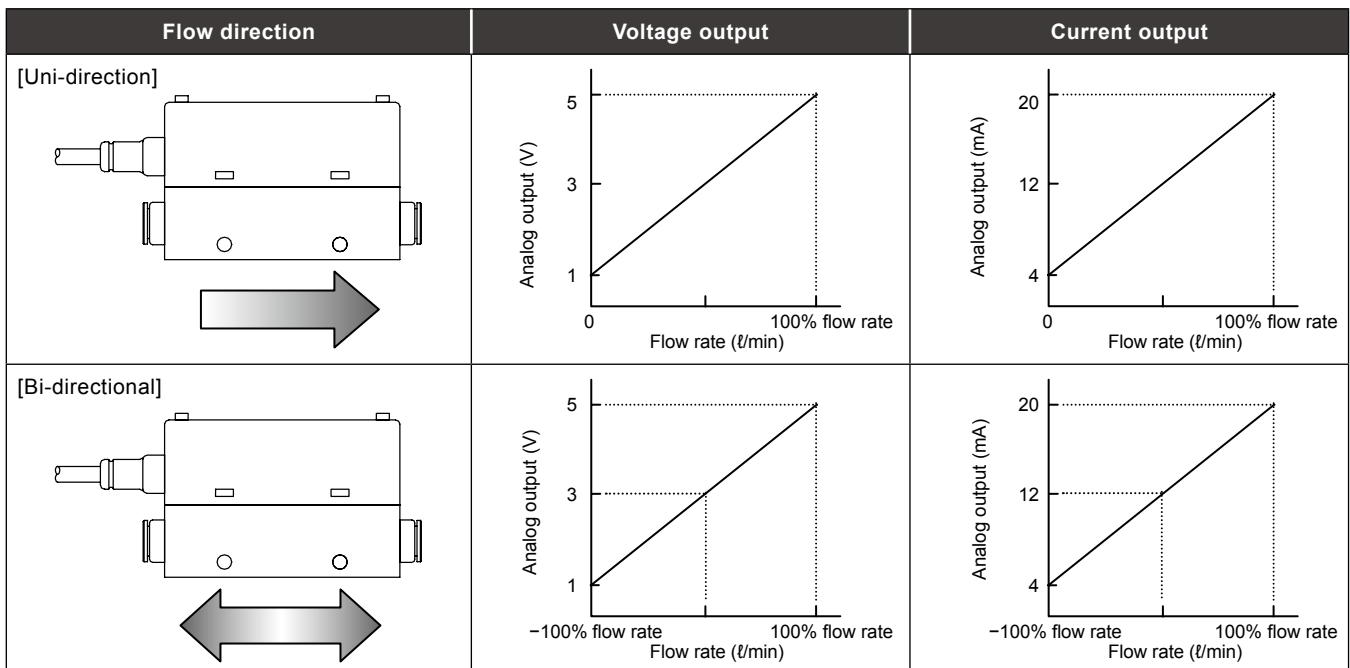 Flow direction
Voltage output
Current output
[Uni-direction]
Analog output (V)
5
3
1
0
100% flow rate
Flow rate (ℓ/min)
Analog output (mA)
20
12
4
0
100% flow rate
Flow rate (ℓ/min)
[Bi-directional]
Analog output (V)
5
3
1
−100% flow rate
100% flow rate
Flow rate (ℓ/min)
Analog output (mA)
20
12
4
−100% flow rate
100% flow rate
Flow rate (ℓ/min)